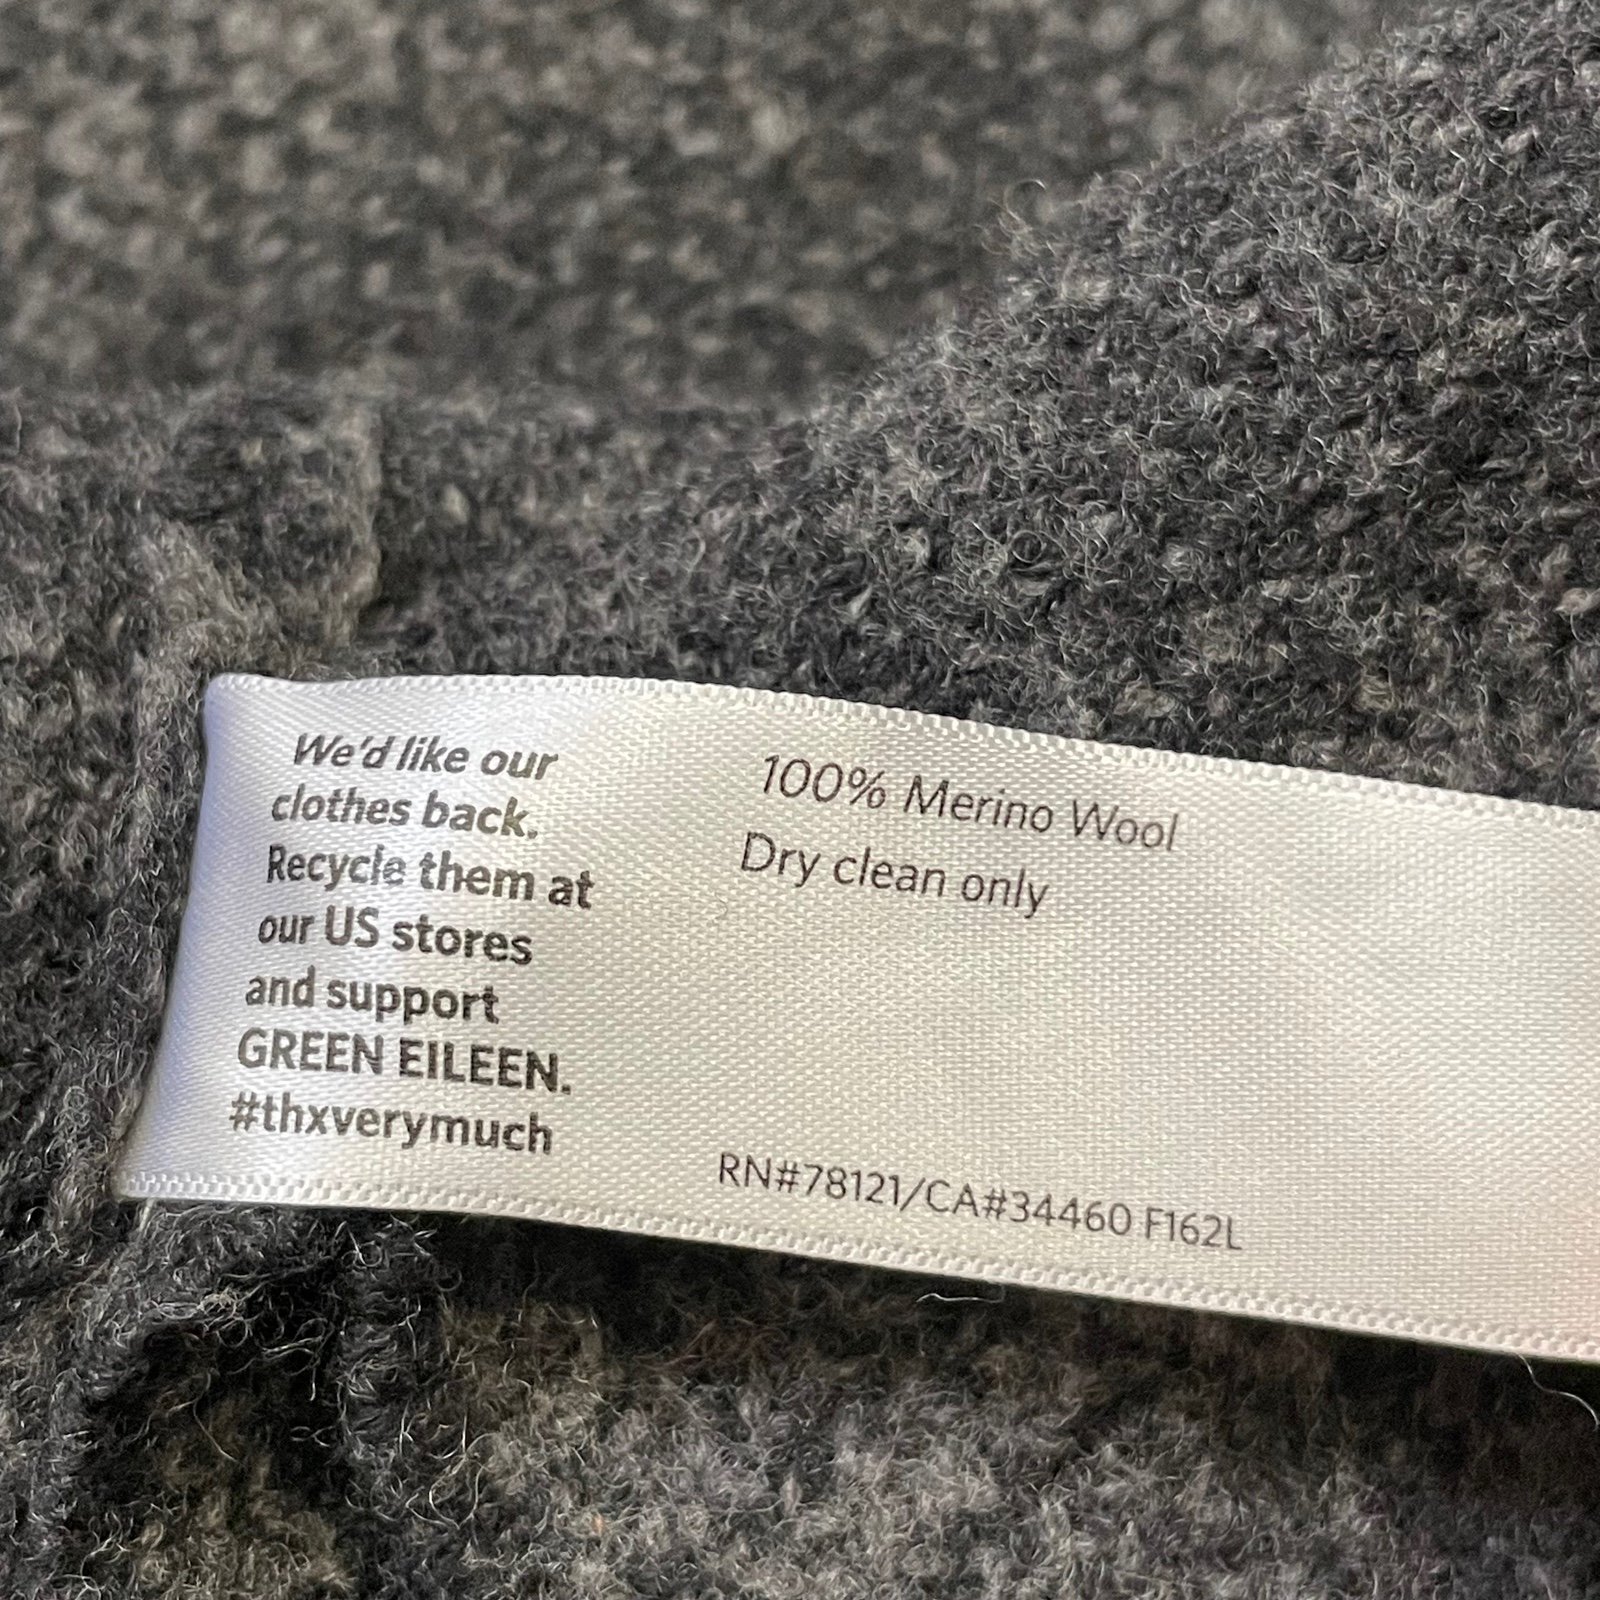 We'd like our
clothes back.
Recycle them at
our US stores
and support
GREEN EILEEN.
#thxverymuch
100% Merino Wool
Dry clean only
RN#78121/CA#34460 F162L